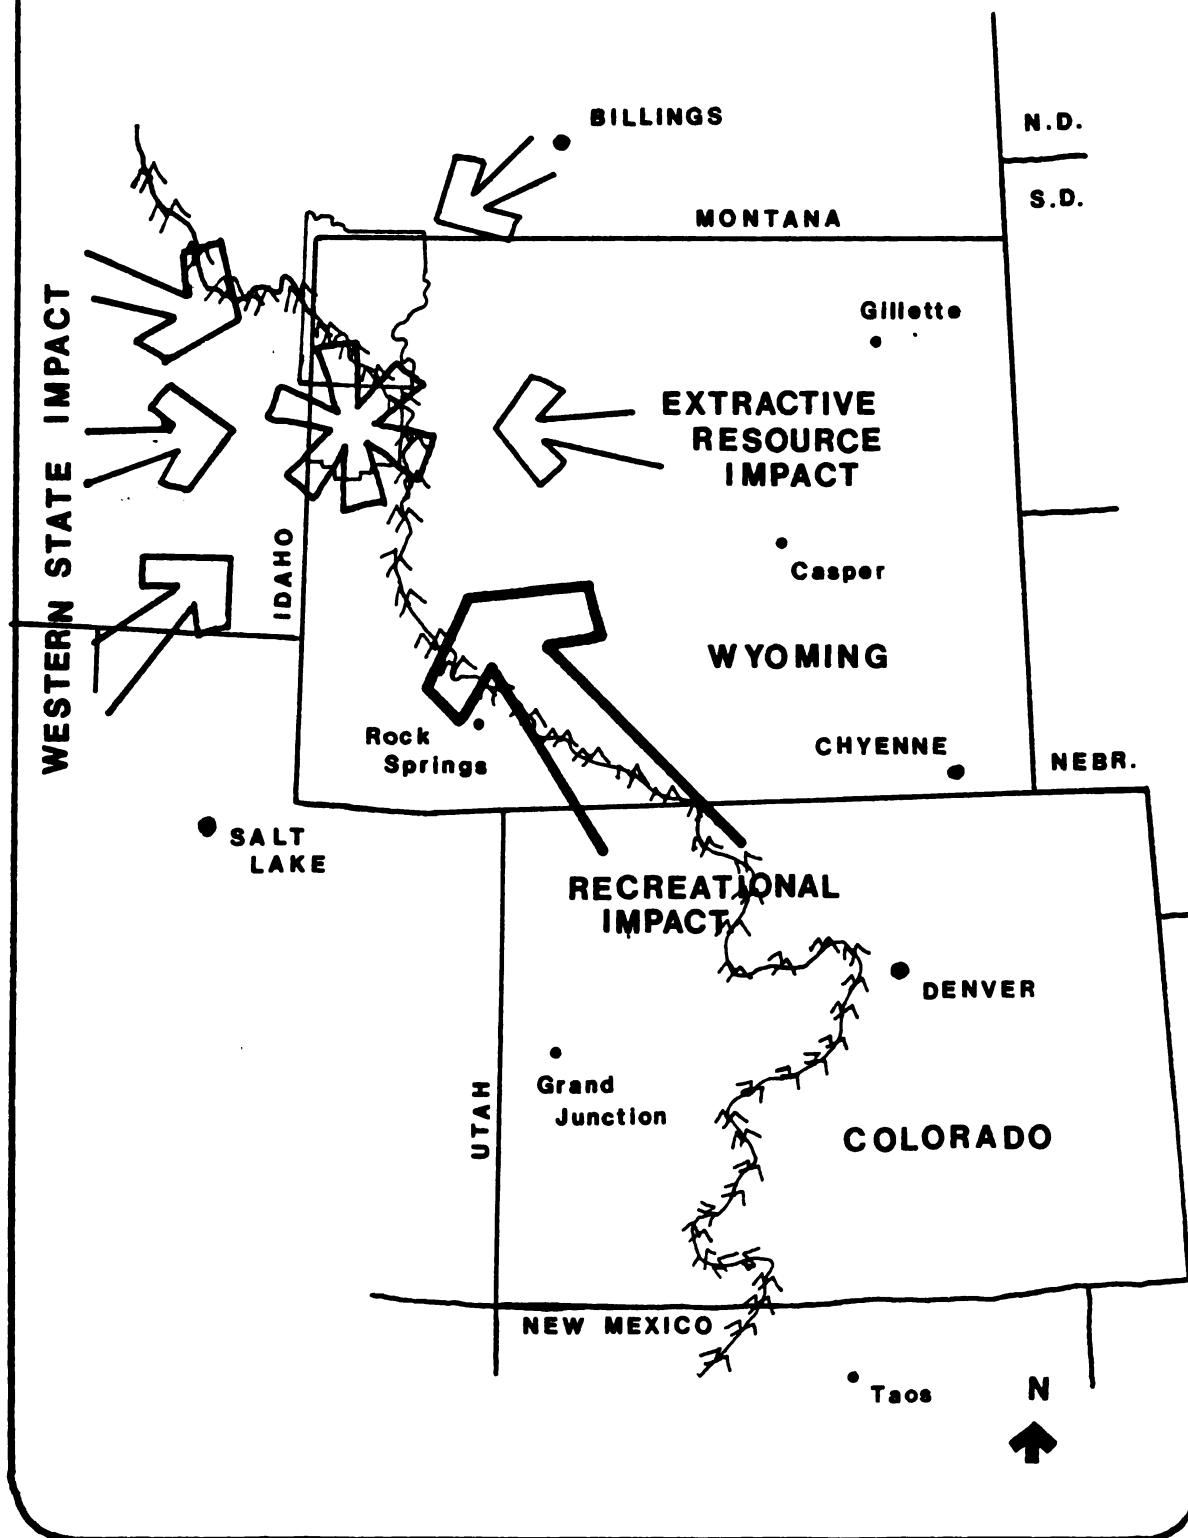 BILLINGS
N.D.
S.D.
MONTANA
Gillette
WESTERN STATE IMPACT
EXTRACTIVE
RESOURCE
IMPACT
IDAHO
Casper
WYOMING
Rock
Springs
CHYENNE
NEBR.
SALT
LAKE
RECREATIONAL
IMPACT
DENVER
Grand
Junction
UTAH
COLORADO
NEW MEXICO
Taos
N